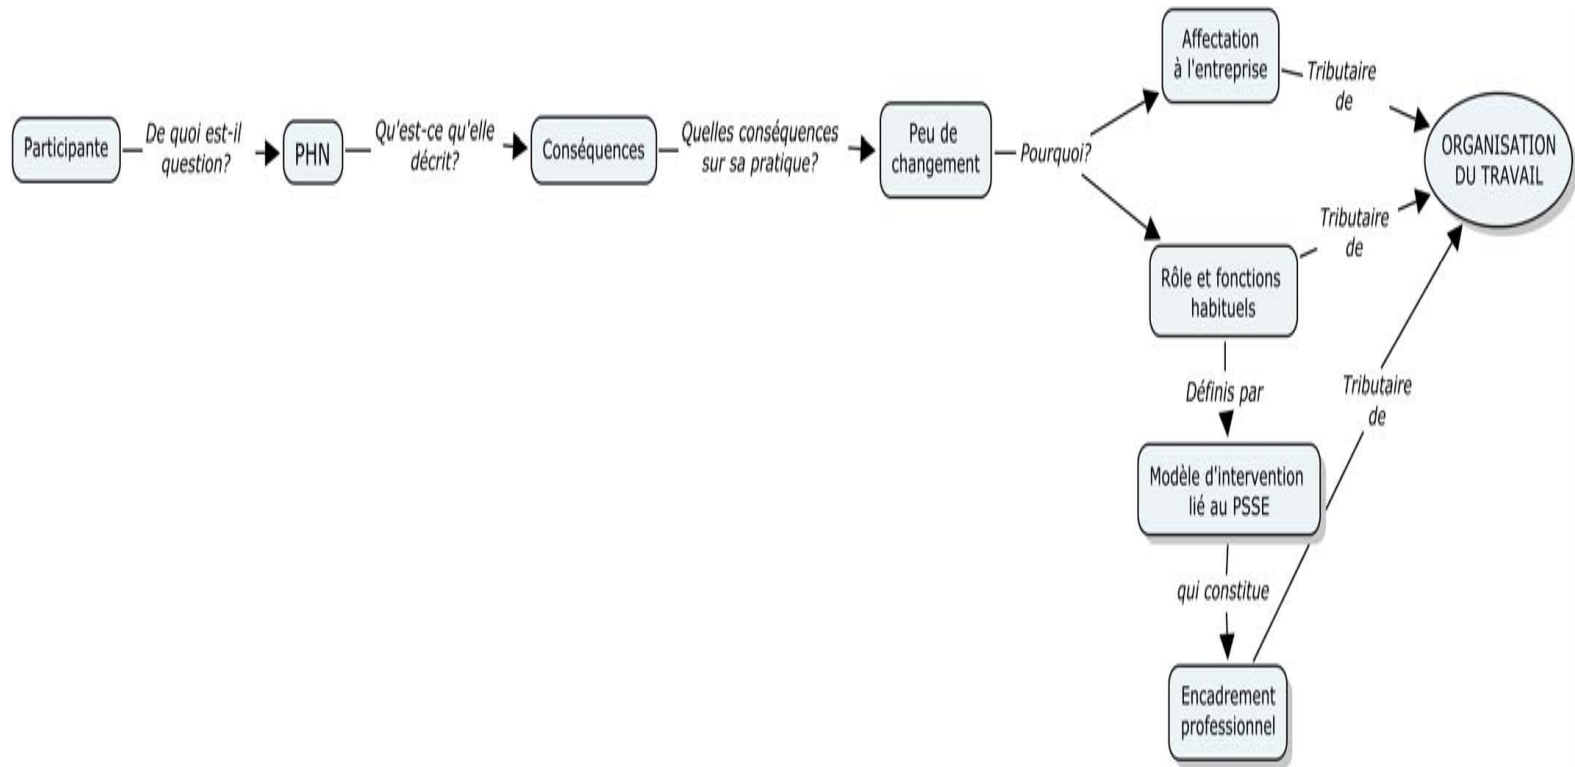 Participante
De quoi est-il
question?
PHN
Qu'est-ce qu'elle
décrit?
Conséquences
Quelles conséquences
sur sa pratique?
Peu de
changement
Pourquoi?
Affectation
à l'entreprise
Tributaire
de
ORGANISATION
DU TRAVAIL
Rôle et fonctions
habituels
Tributaire
de
Définis par
Modèle d'intervention
lié au PSSE
qui constitue
Encadrement
professionnel
Tributaire
de